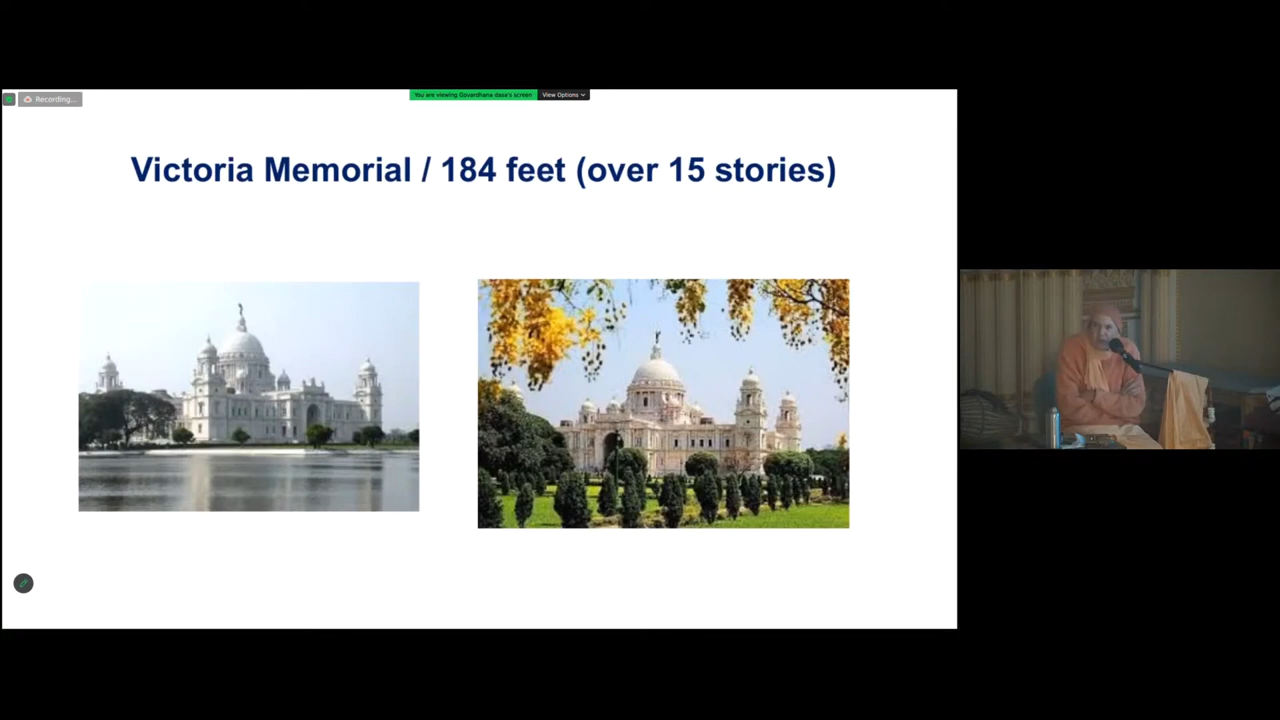 Recording...
You are viewing Govardhana dasa's screen
View Options
Victoria Memorial / 184 feet (over 15 stories)